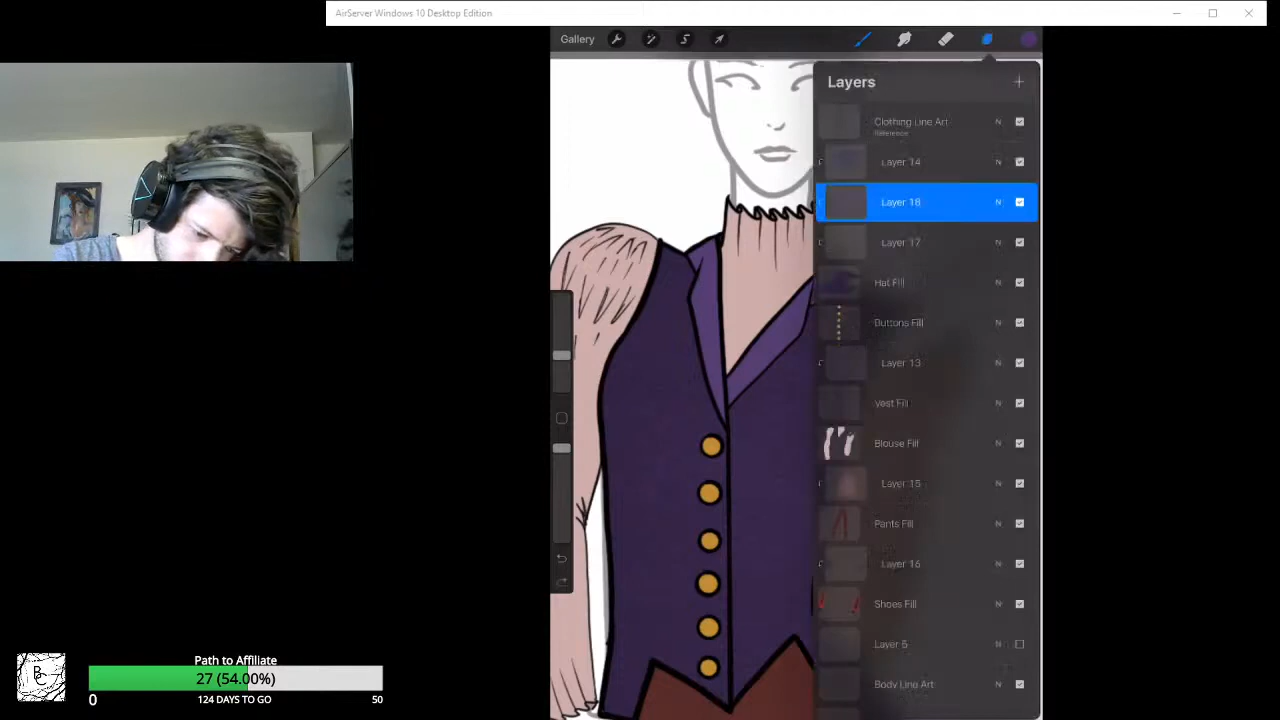 AirServer Windows 10 Desktop Edition
Gallery
Layers
Clothing Line Art
Reference
N
Layer 14
N
Layer 18
N
Layer 17
N
Hat Fill
N
Buttons Fill
N
Layer 13
N
Vest Fill
N
Blouse Fill
N
Layer 15
N
Pants Fill
N
Layer 16
N
Shoes Fill
N
Layer 5
N
Body Line Art
N
Path to Affiliate
27 (54.00%)
0
124 DAYS TO GO
50